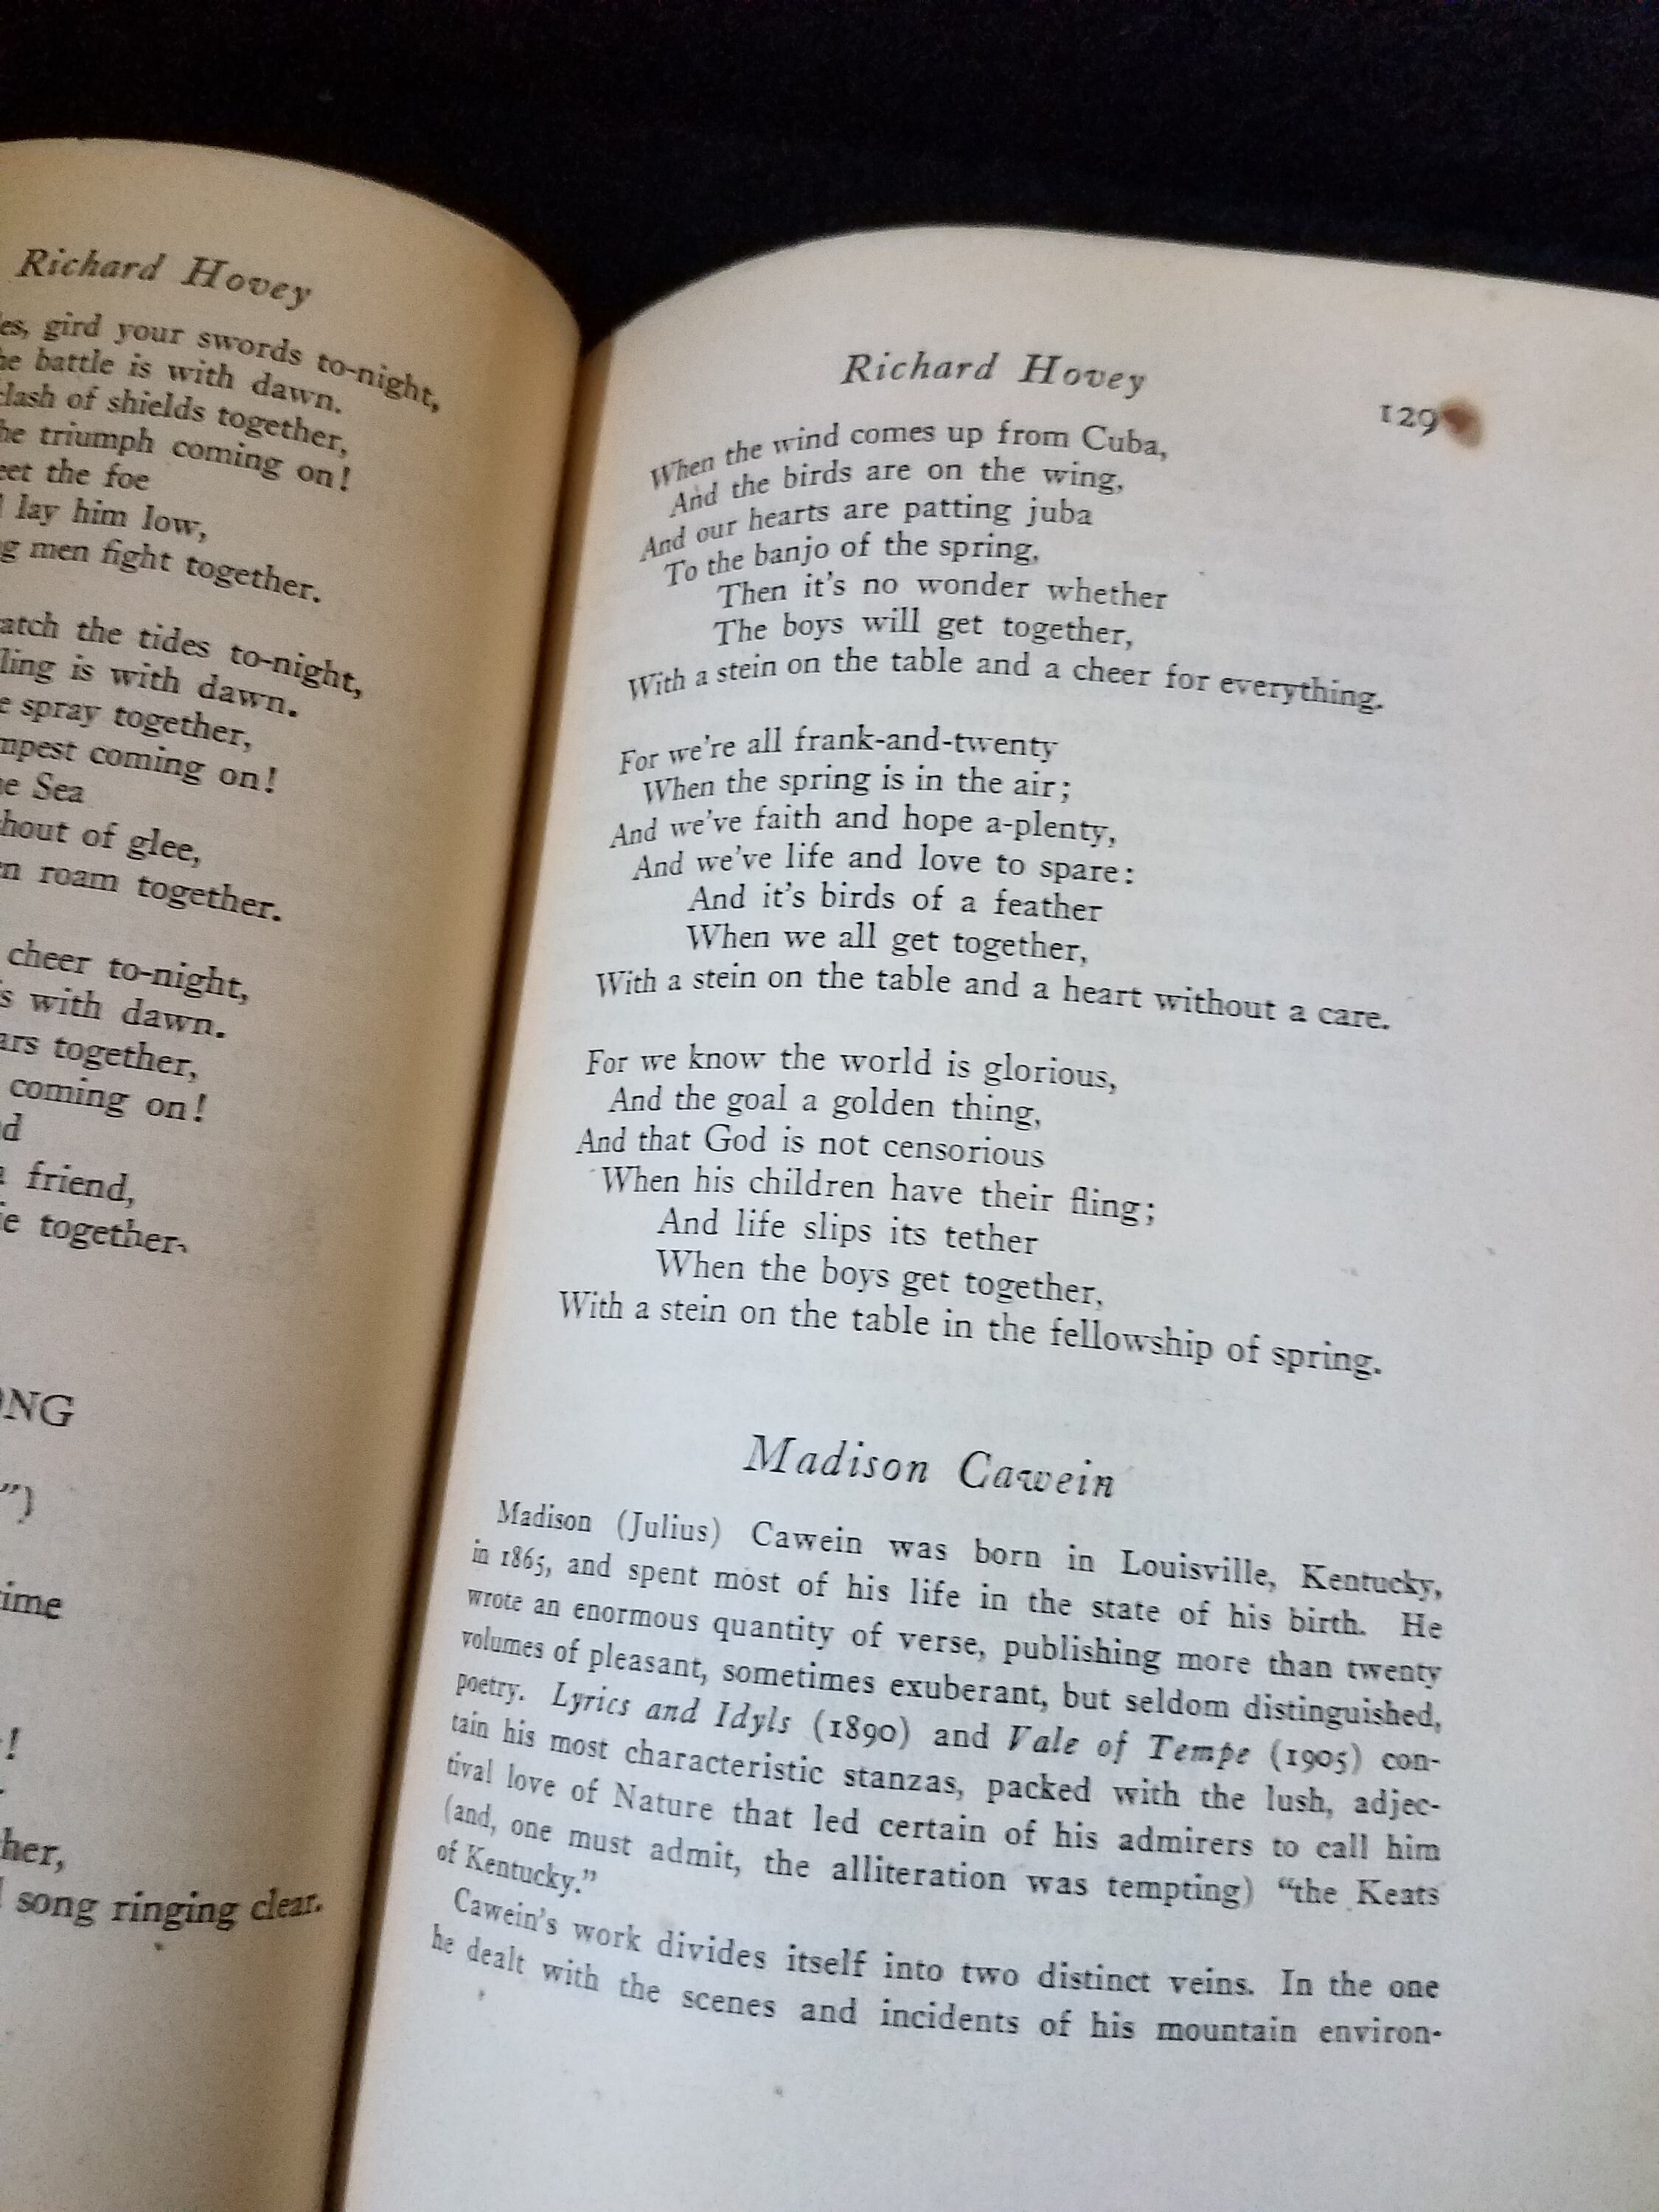 Richard Hovey
gird your swords to-night,
battle is with dawn.
of shields together,
triumph coming on!
the foe
lay him low,
men fight together.
the tides to-night,
is with dawn.
spray together,
coming on!
Sea
of glee,
roam together.
cheer to-night,
with dawn.
together,
coming on!
friend,
together.
")
!
song ringing clear.
Richard Hovey
129
When the wind comes up from Cuba,
And the birds are on the wing,
And our hearts are patting juba
To the banjo of the spring,
Then it's no wonder whether
The boys will get together,
With a stein on the table and a cheer for everything.
For we're all frank-and-twenty
When the spring is in the air;
And we've faith and hope a-plenty,
And we've life and love to spare:
And it's birds of a feather
When we all get together,
With a stein on the table and a heart without a care.
For we know the world is glorious,
And the goal a golden thing,
And that God is not censorious
When his children have their fling;
And life slips its tether
When the boys get together,
With a stein on the table in the fellowship of spring.
Madison Cawein
Madison (Julius) Cawein was born in Louisville, Kentucky,
in 1865, and spent most of his life in the state of his birth. He
wrote an enormous quantity of verse, publishing more than twenty
volumes of pleasant, sometimes exuberant, but seldom distinguished,
poetry. Lyrics and Idyls (1890) and Vale of Tempe (1905) con-
tain his most characteristic stanzas, packed with the lush, adjec-
tival love of Nature that led certain of his admirers to call him
(and, one must admit, the alliteration was tempting) "the Keats
of Kentucky."
Cawein's work divides itself into two distinct veins. In the one
he dealt with the scenes and incidents of his mountain environ-